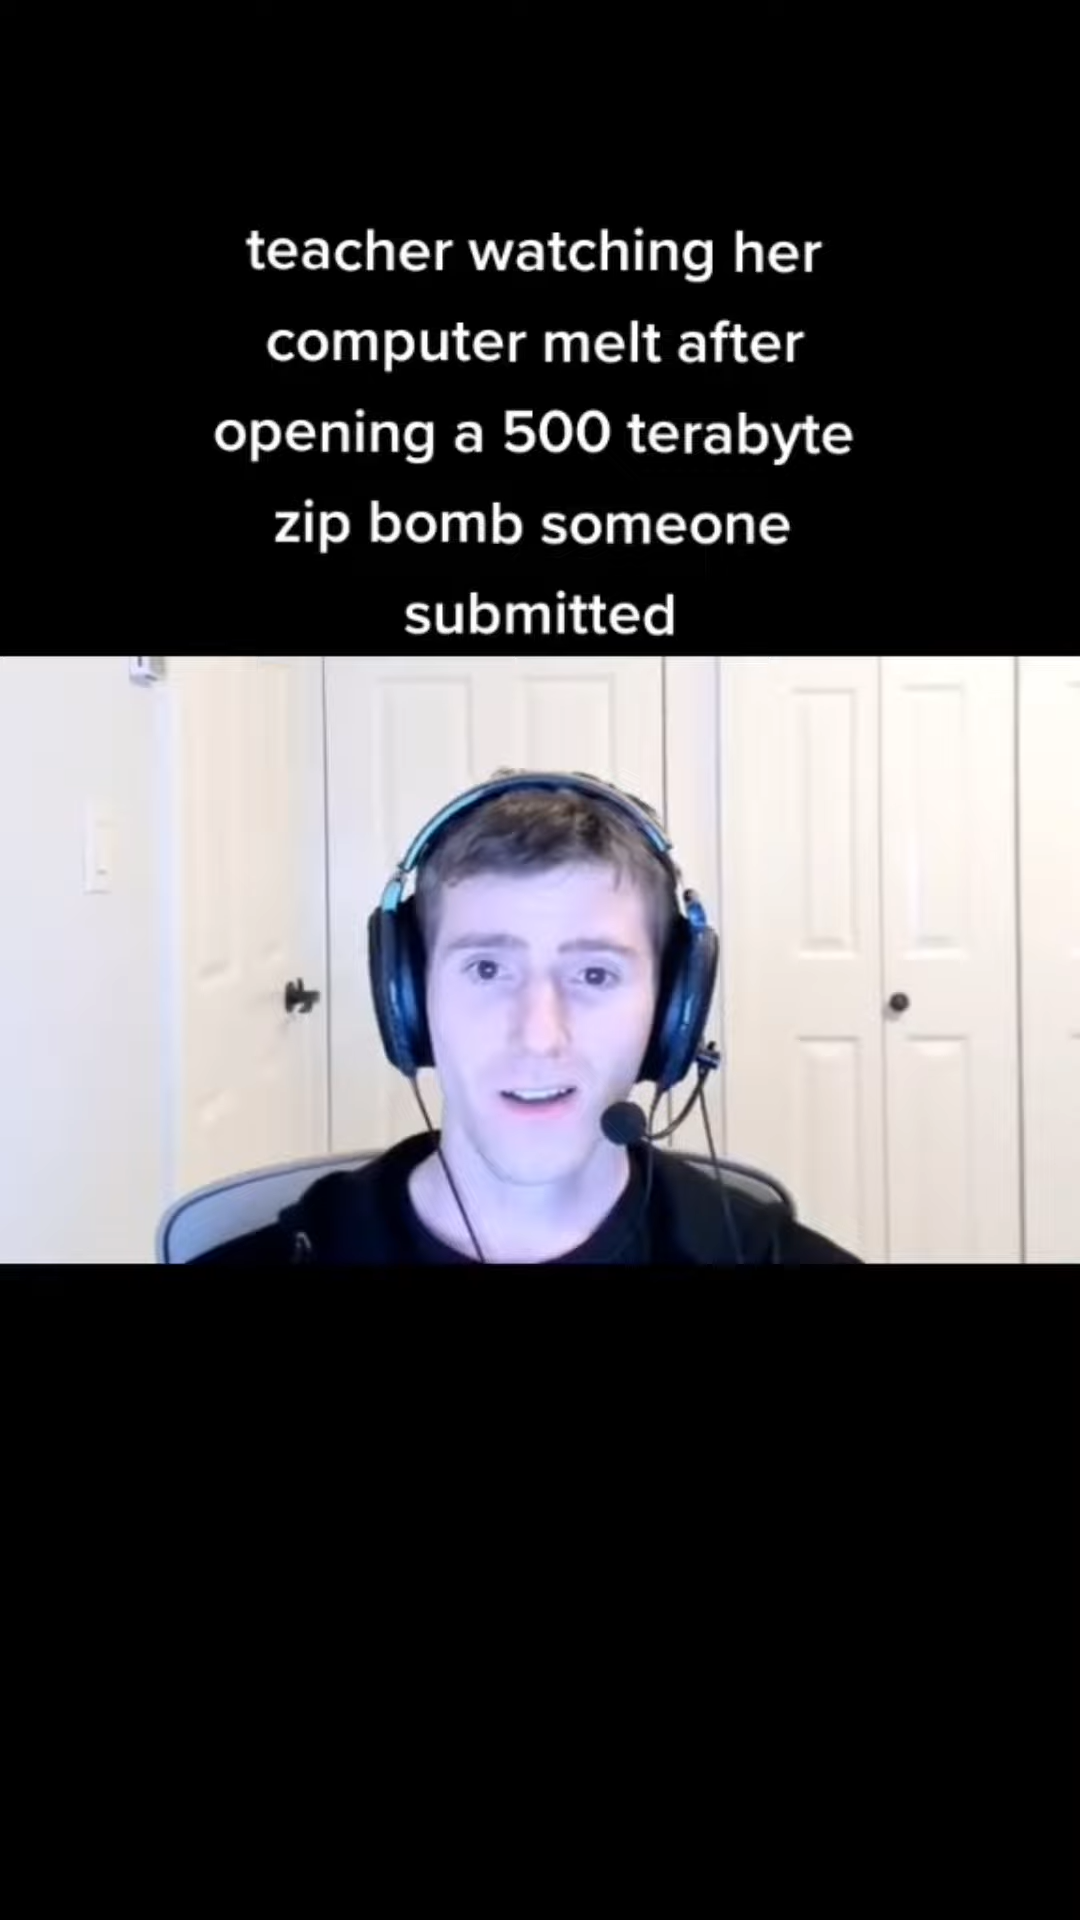 teacher watching her
computer melt after
opening a 500 terabyte
zip bomb someone
submitted